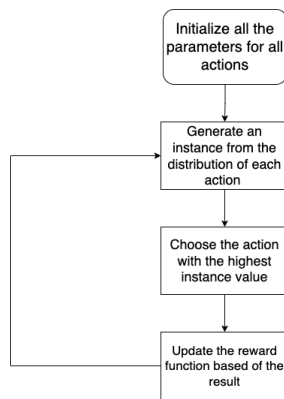 Initialize all the
parameters for all
actions
Generate an
instance from the
distribution of each
action
Choose the action
with the highest
instance value
Update the reward
function based of the
result